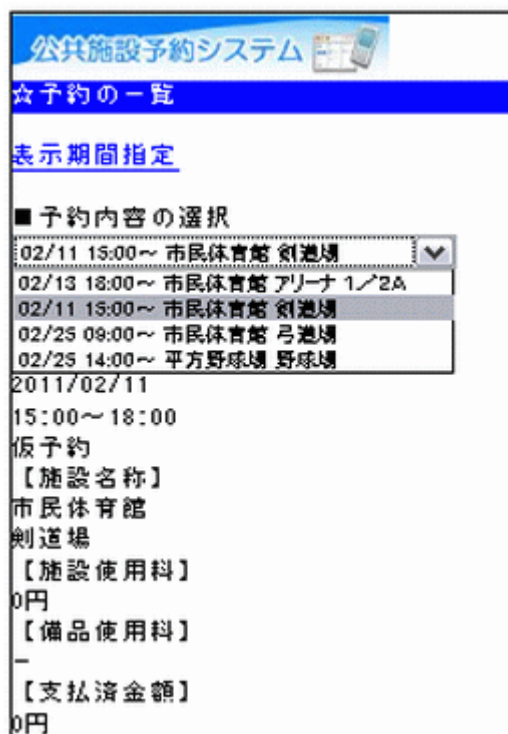 公共施設予約システム
☆予約の一覧
表示期間指定
■予約内容の選択
02/11 15:00～ 市民体育館 剣道場
02/13 18:00～ 市民体育館 アリーナ 1／2A
02/11 15:00～ 市民体育館 剣道場
02/25 09:00～ 市民体育館 弓道場
02/25 14:00～ 平方野球場 野球場
2011/02/11
15:00～18:00
仮予約
【施設名称】
市民体育館
剣道場
【施設使用料】
0円
【備品使用料】
－
【支払済金額】
0円